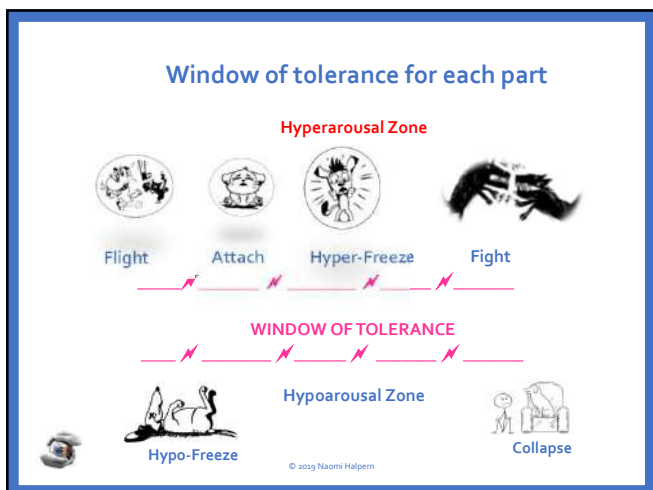 Window of tolerance for each part
Hyperarousal Zone
Flight
Attach
Hyper-Freeze
Fight
WINDOW OF TOLERANCE
Hypoarousal Zone
Hypo-Freeze
Collapse
© 2019 Naomi Halpern